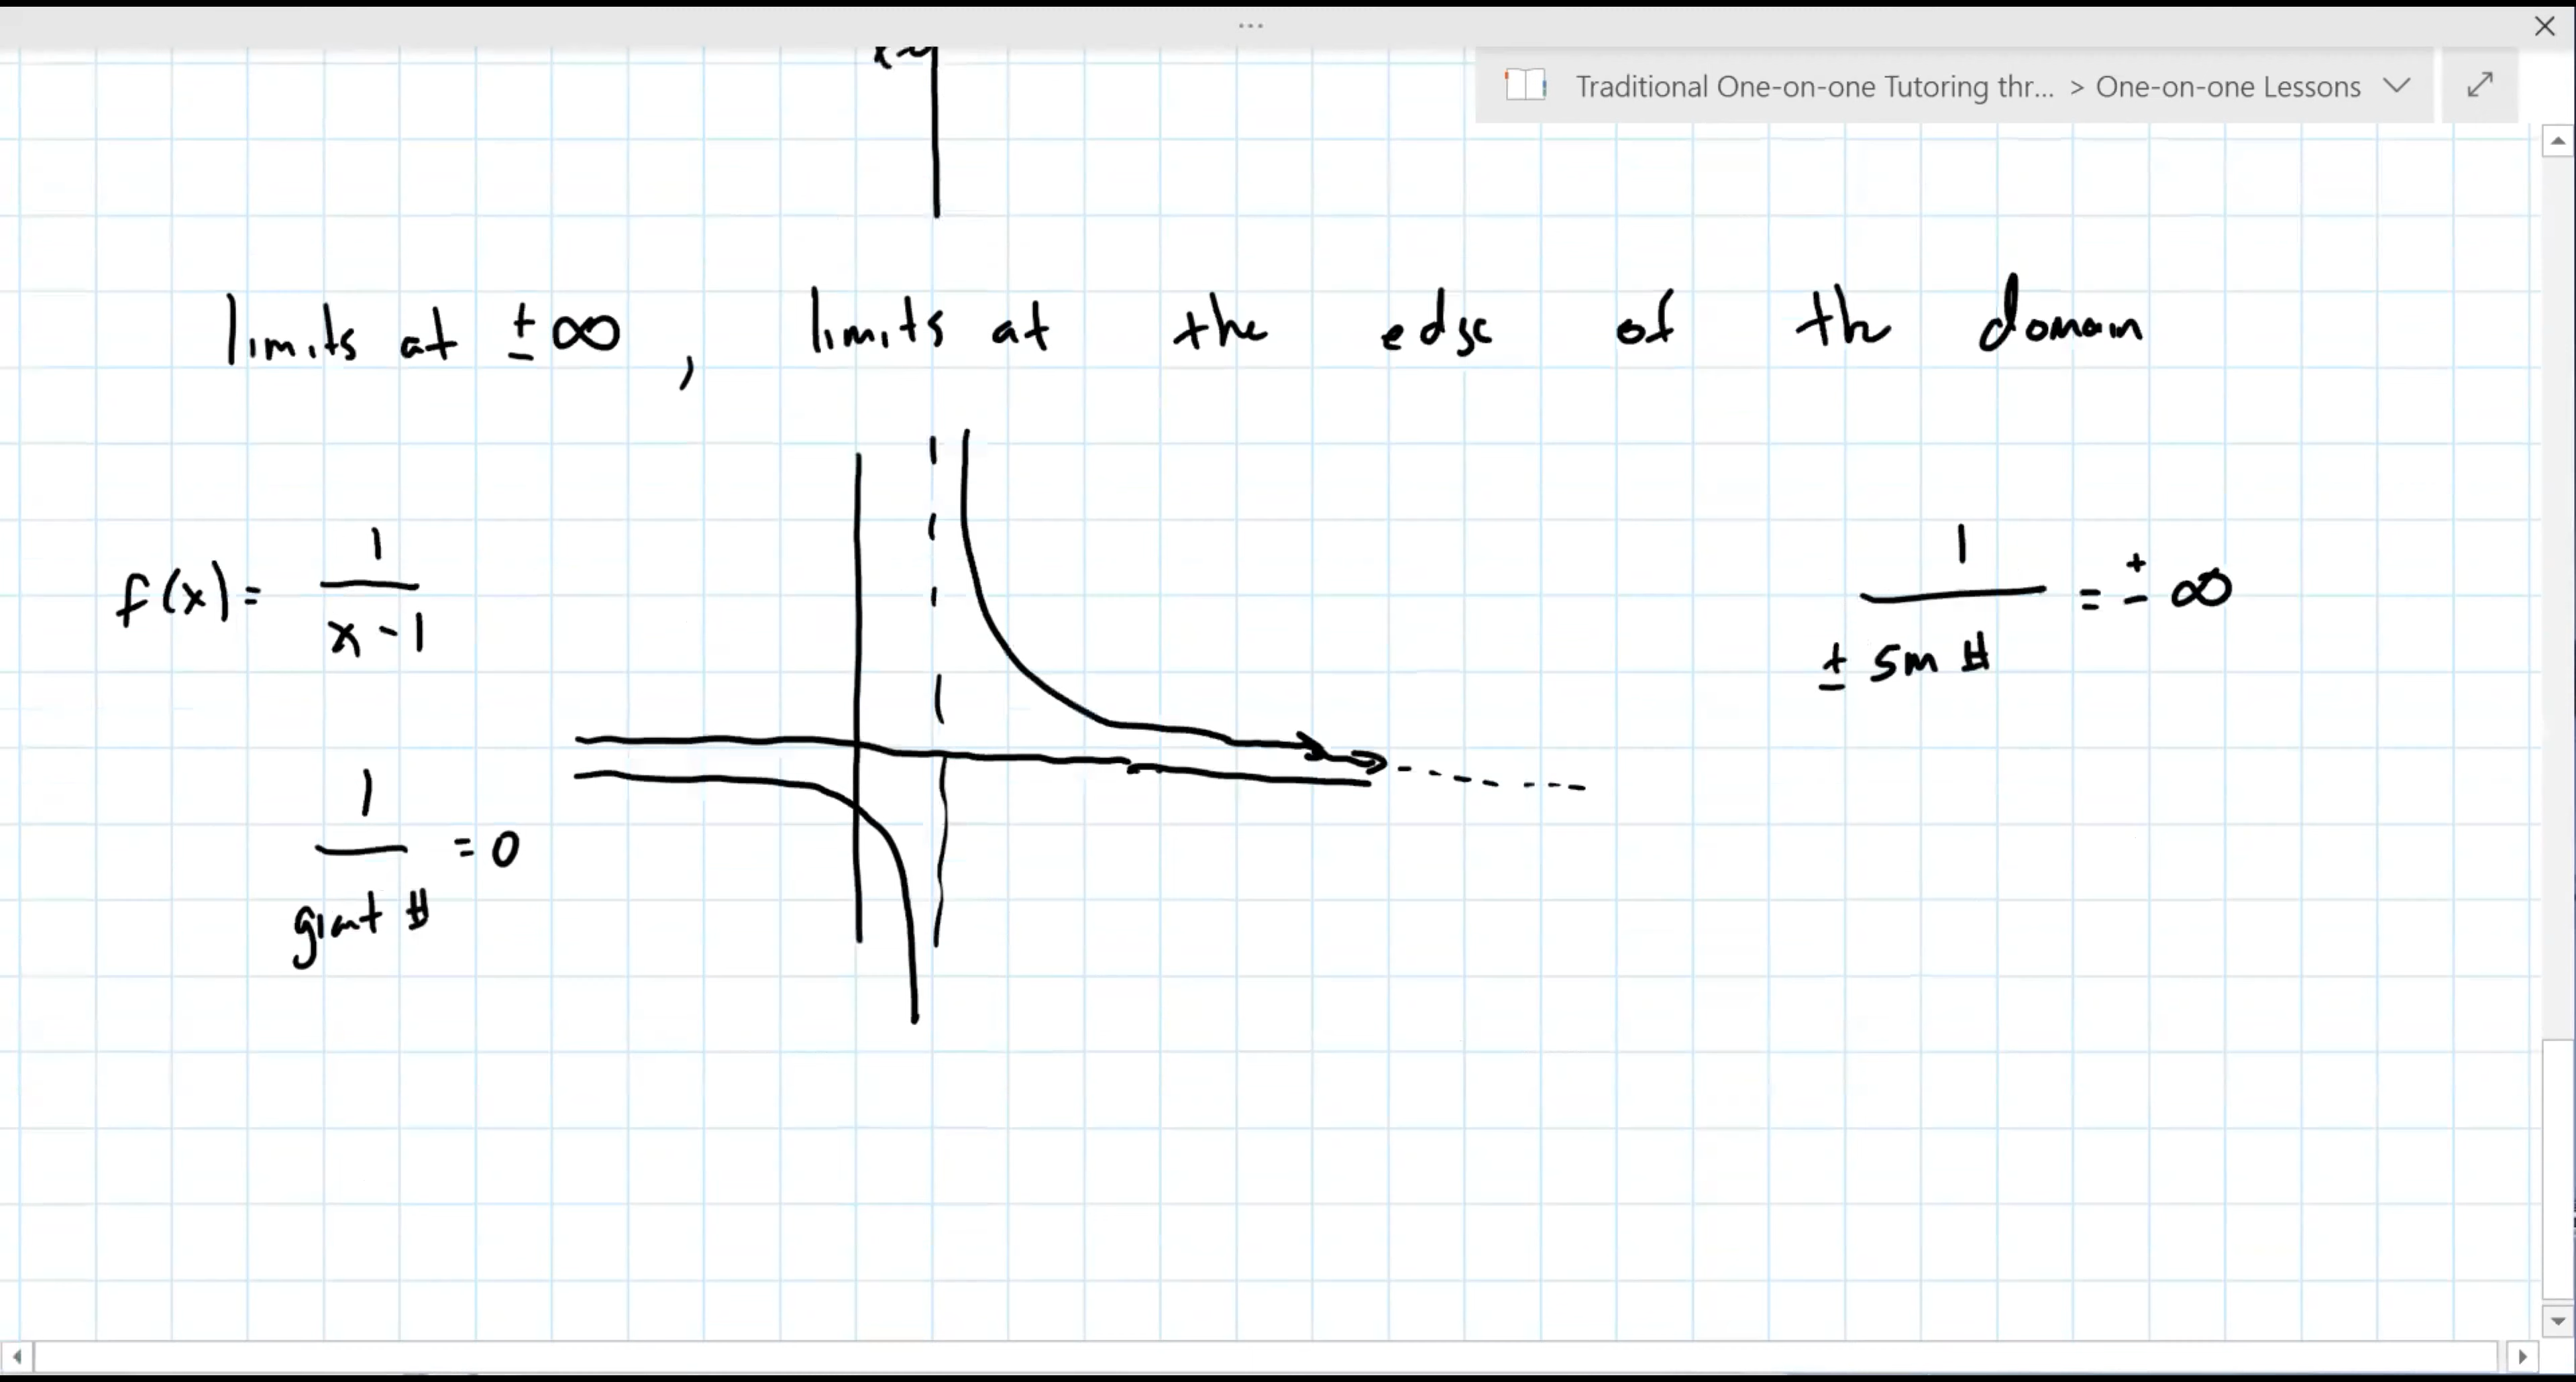 ...
Traditional One-on-one Tutoring thr... > One-on-one Lessons
limits at ±∞, limits at the edge of the domain
f(x) = 1/(x-1)
1/(± sm #) = ±∞
1/(giant #) = 0